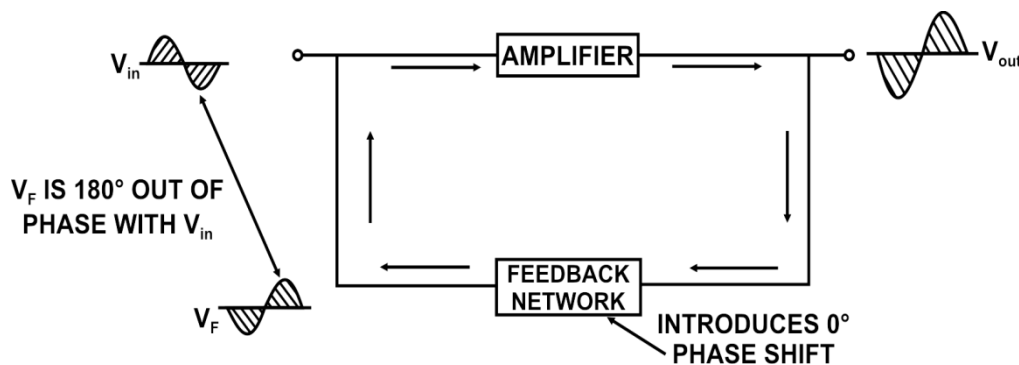 AMPLIFIER
V_in
V_out
V_F IS 180° OUT OF
PHASE WITH V_in
FEEDBACK
NETWORK
V_F
INTRODUCES 0°
PHASE SHIFT